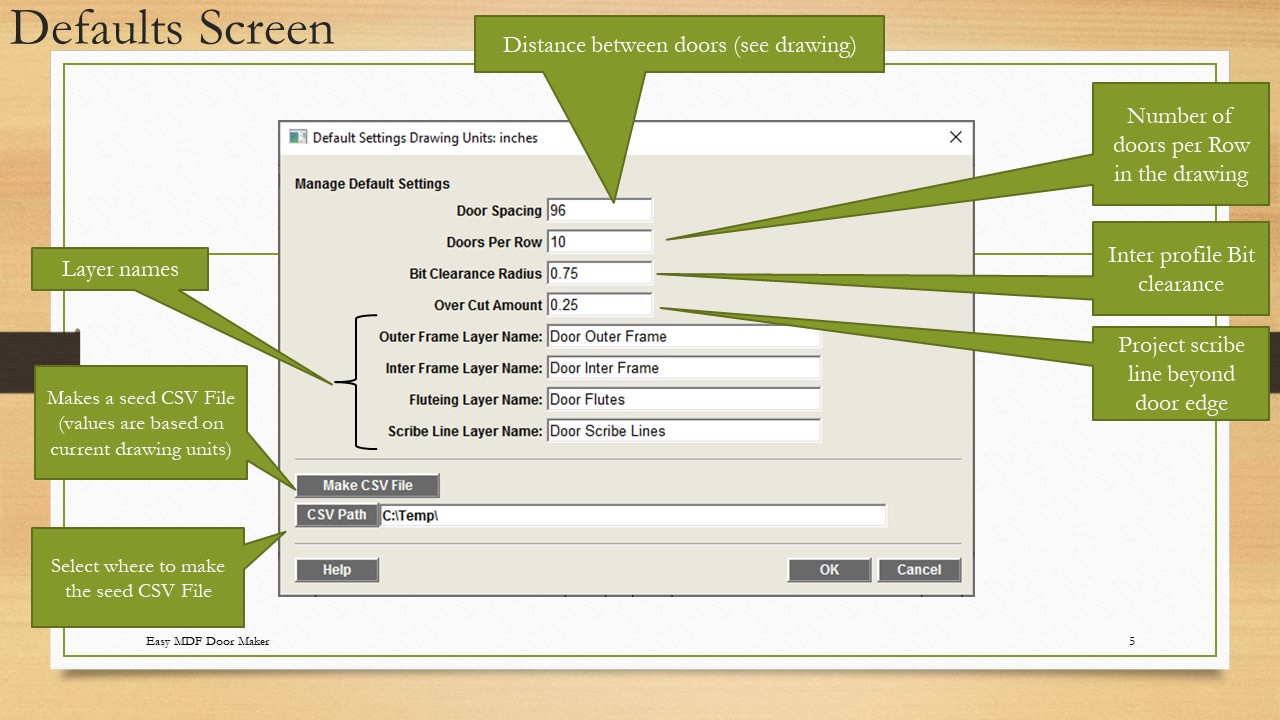 Defaults Screen
Distance between doors (see drawing)
Number of
doors per Row
in the drawing
Default Settings Drawing Units: inches
Manage Default Settings
Door Spacing 96
Doors Per Row 10
Bit Clearance Radius 0.75
Over Cut Amount 0.25
Outer Frame Layer Name: Door Outer Frame
Inter Frame Layer Name: Door Inter Frame
Fluteing Layer Name: Door Flutes
Scribe Line Layer Name: Door Scribe Lines
Make CSV File
CSV Path C:\Temp\
Help OK Cancel
Layer names
Inter profile Bit
clearance
Project scribe
line beyond
door edge
Makes a seed CSV File
(values are based on
current drawing units)
Select where to make
the seed CSV File
Easy MDF Door Maker
5